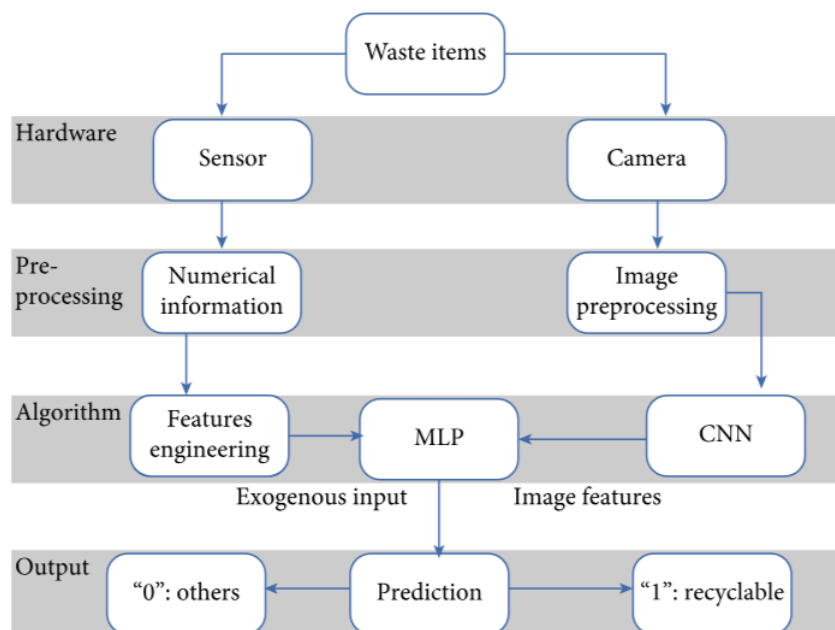 Waste items
Hardware
Sensor
Camera
Pre-
processing
Numerical
information
Image
preprocessing
Algorithm
Features
engineering
MLP
CNN
Exogenous input
Image features
Output
“0”: others
Prediction
“1”: recyclable